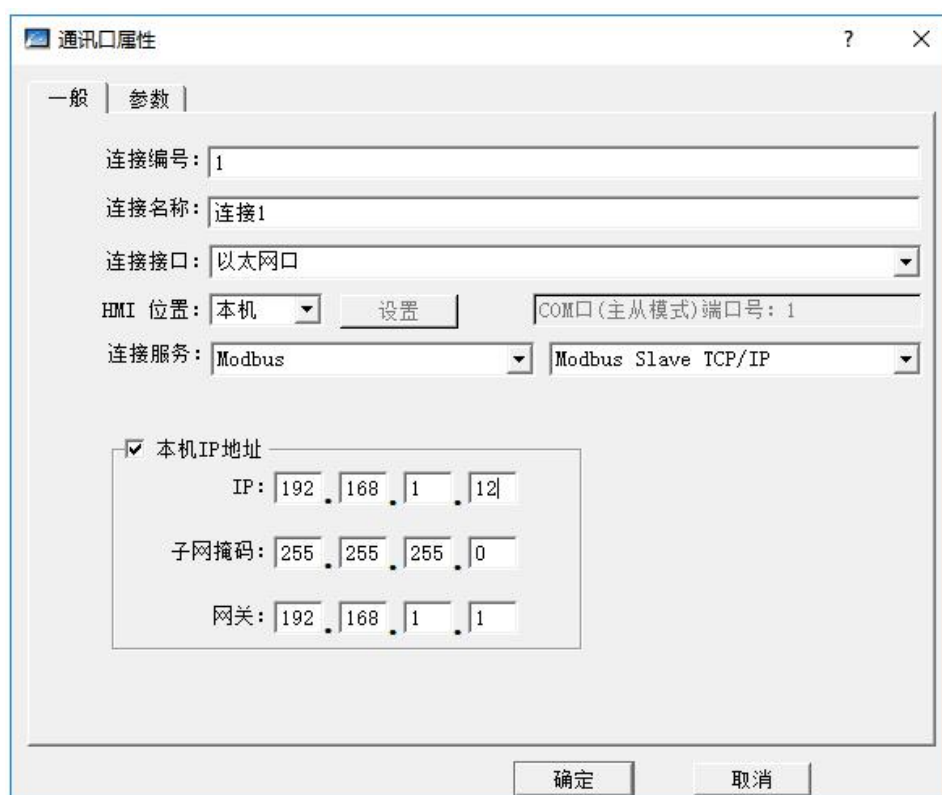 通讯口属性 ?
一般 参数
连接编号: 1
连接名称: 连接1
连接接口: 以太网口
HMI 位置: 本机 设置 COM口(主从模式)端口号: 1
连接服务: Modbus Modbus Slave TCP/IP
本机IP地址
IP: 192 . 168 . 1 . 12
子网掩码: 255 . 255 . 255 . 0
网关: 192 . 168 . 1 . 1
确定 取消